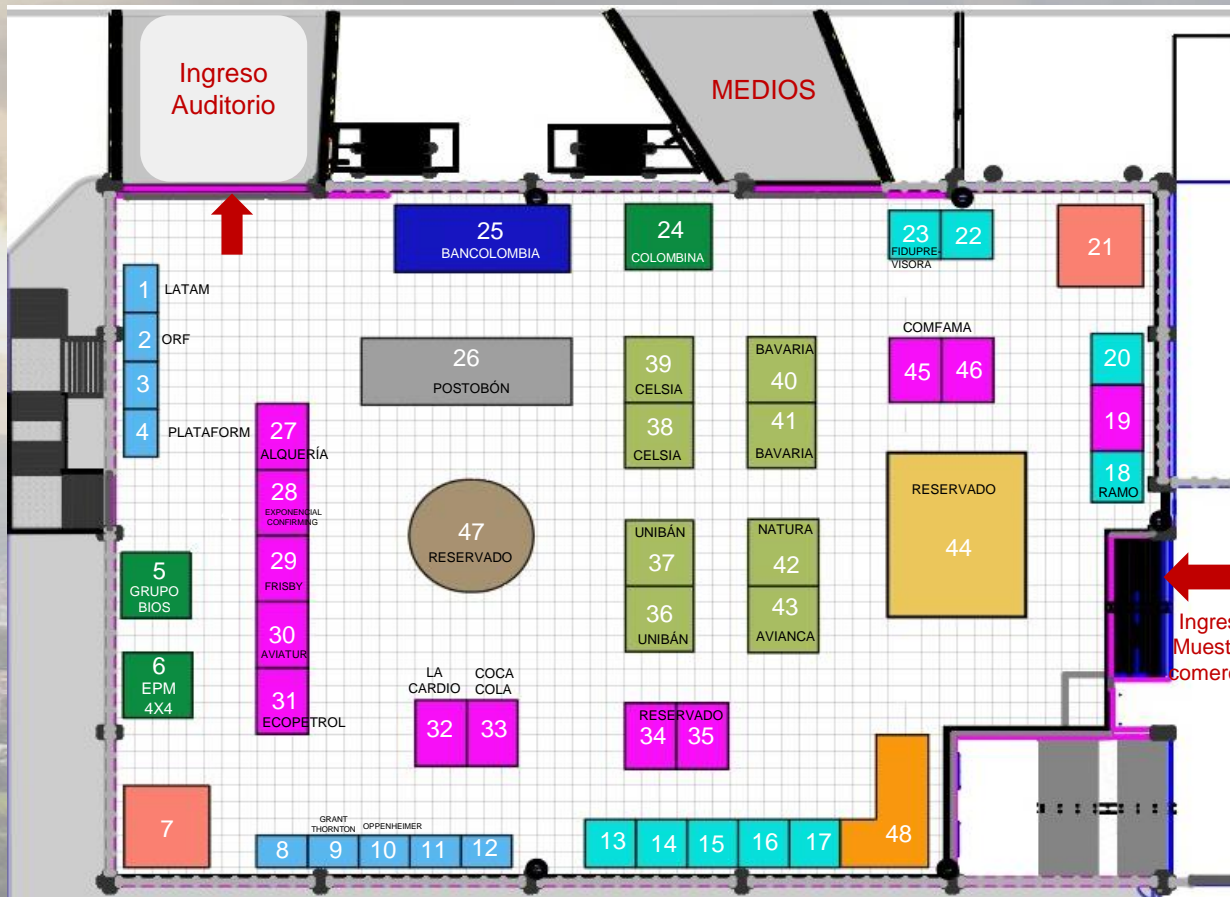 Ingreso
Auditorio
MEDIOS
25
BANCOLOMBIA
24
COLOMBINA
23
FIDUPRE-
VISORA
22
21
1 LATAM
2 ORF
3
4 PLATAFORM
26
POSTOBÓN
39
CELSIA
38
CELSIA
BAVARIA
40
41
BAVARIA
COMFAMA
45 46
20
19
18
RAMO
27
ALQUERÍA
28
EXPONENCIAL
CONFIRMING
29
FRISBY
30
AVIATUR
31
ECOPETROL
47
RESERVADO
UNIBÁN
37
36
UNIBÁN
NATURA
42
43
AVIANCA
RESERVADO
44
5
GRUPO
BIOS
6
EPM
4X4
Ingres
Muest
comerc
LA
CARDIO
32
COCA
COLA
33
RESERVADO
34 35
7
8
GRANT
THORNTON
9
OPPENHEIMER
10
11
12
13
14
15
16
17
48